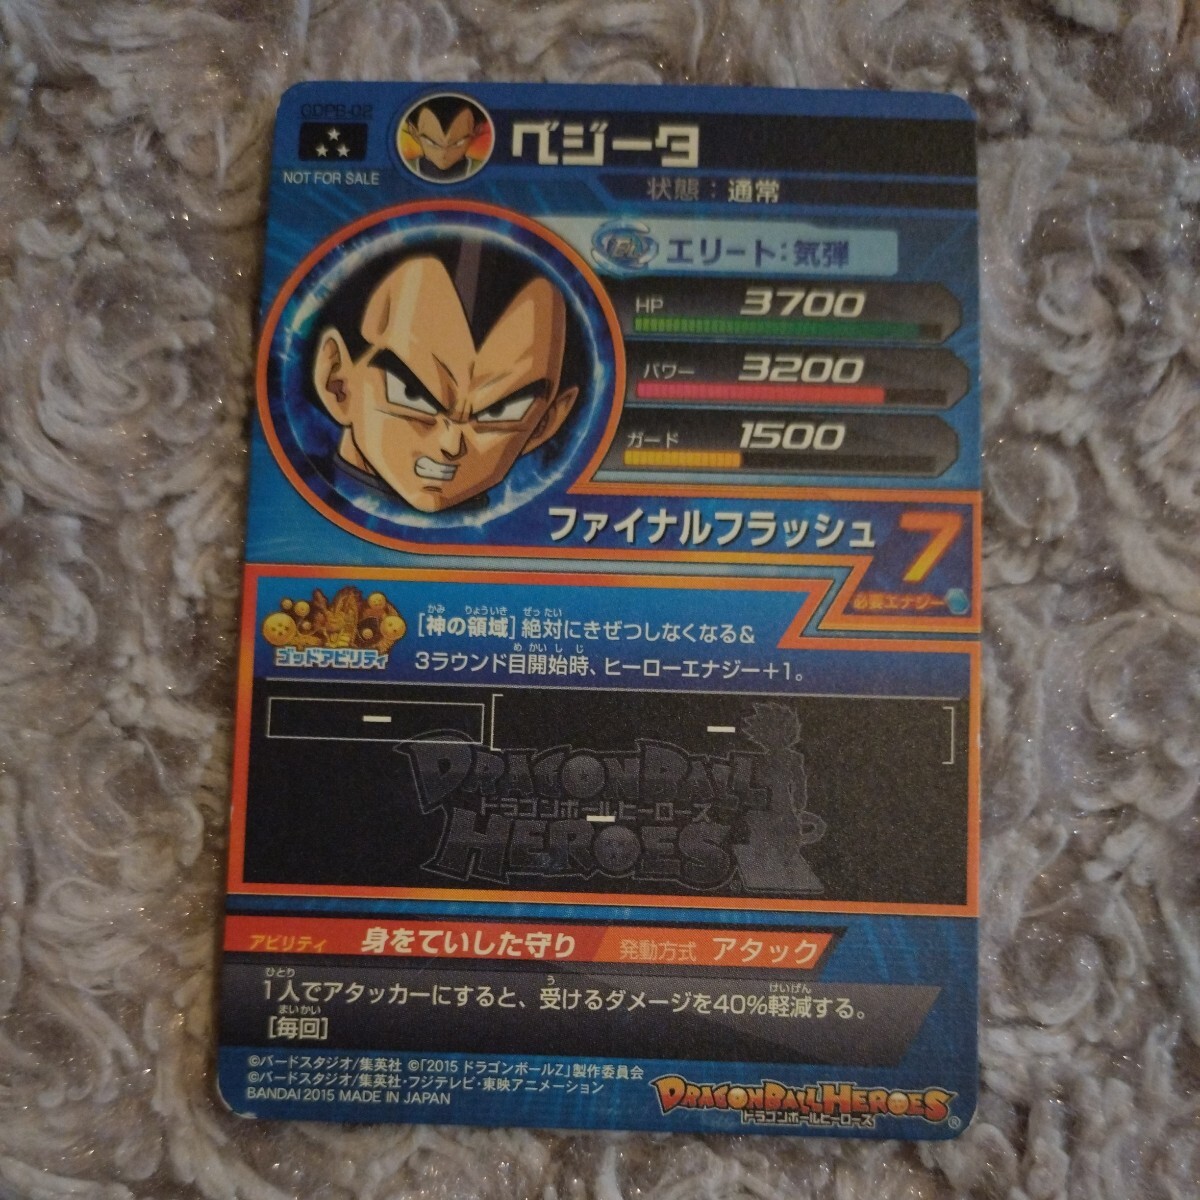 GDPB-02
NOT FOR SALE
ベジータ
状態：通常
エリート：気弾
HP 3700
パワー 3200
ガード 1500
ファイナルフラッシュ 7
必要エナジー
ゴッドアビリティ
[神の領域]絶対にきぜつしなくなる&
3ラウンド目開始時、ヒーローエナジー+1。
ー
ー
ー
DRAGONBALL
ドラゴンボールヒーローズ
HEROES
アビリティ 身をていした守り 発動方式 アタック
1人でアタッカーにすると、受けるダメージを40%軽減する。
[毎回]
©バードスタジオ/集英社 ©「2015 ドラゴンボールZ」製作委員会
©バードスタジオ/集英社・フジテレビ・東映アニメーション
BANDAI 2015 MADE IN JAPAN
DRAGONBALLHEROES
ドラゴンボールヒーローズ